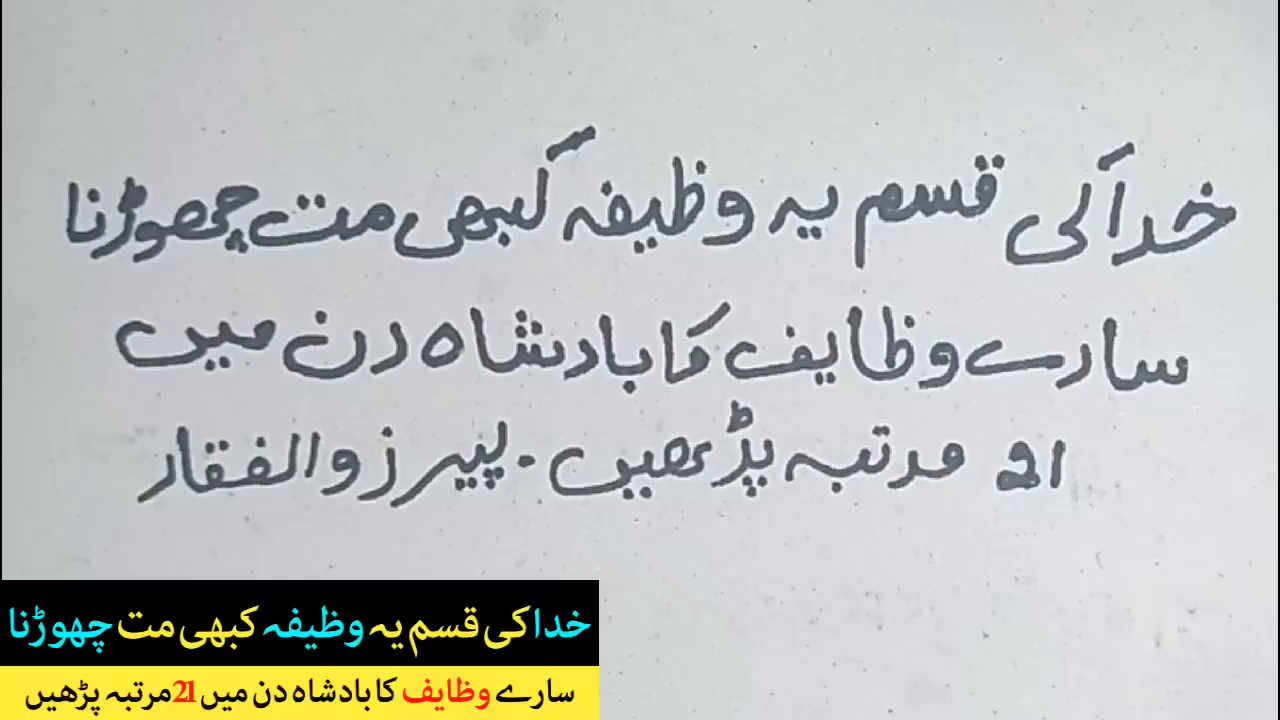 خدا کی قسم یہ وظیفہ کبھی مت چھوڑنا
سارے وظایف کا بادشاہ دن میں
21 مرتبہ پڑھیں . پیر ذوالفقار
خدا کی قسم یہ وظیفہ کبھی مت چھوڑنا
سارے وظایف کا بادشاہ دن میں 21 مرتبہ پڑھیں